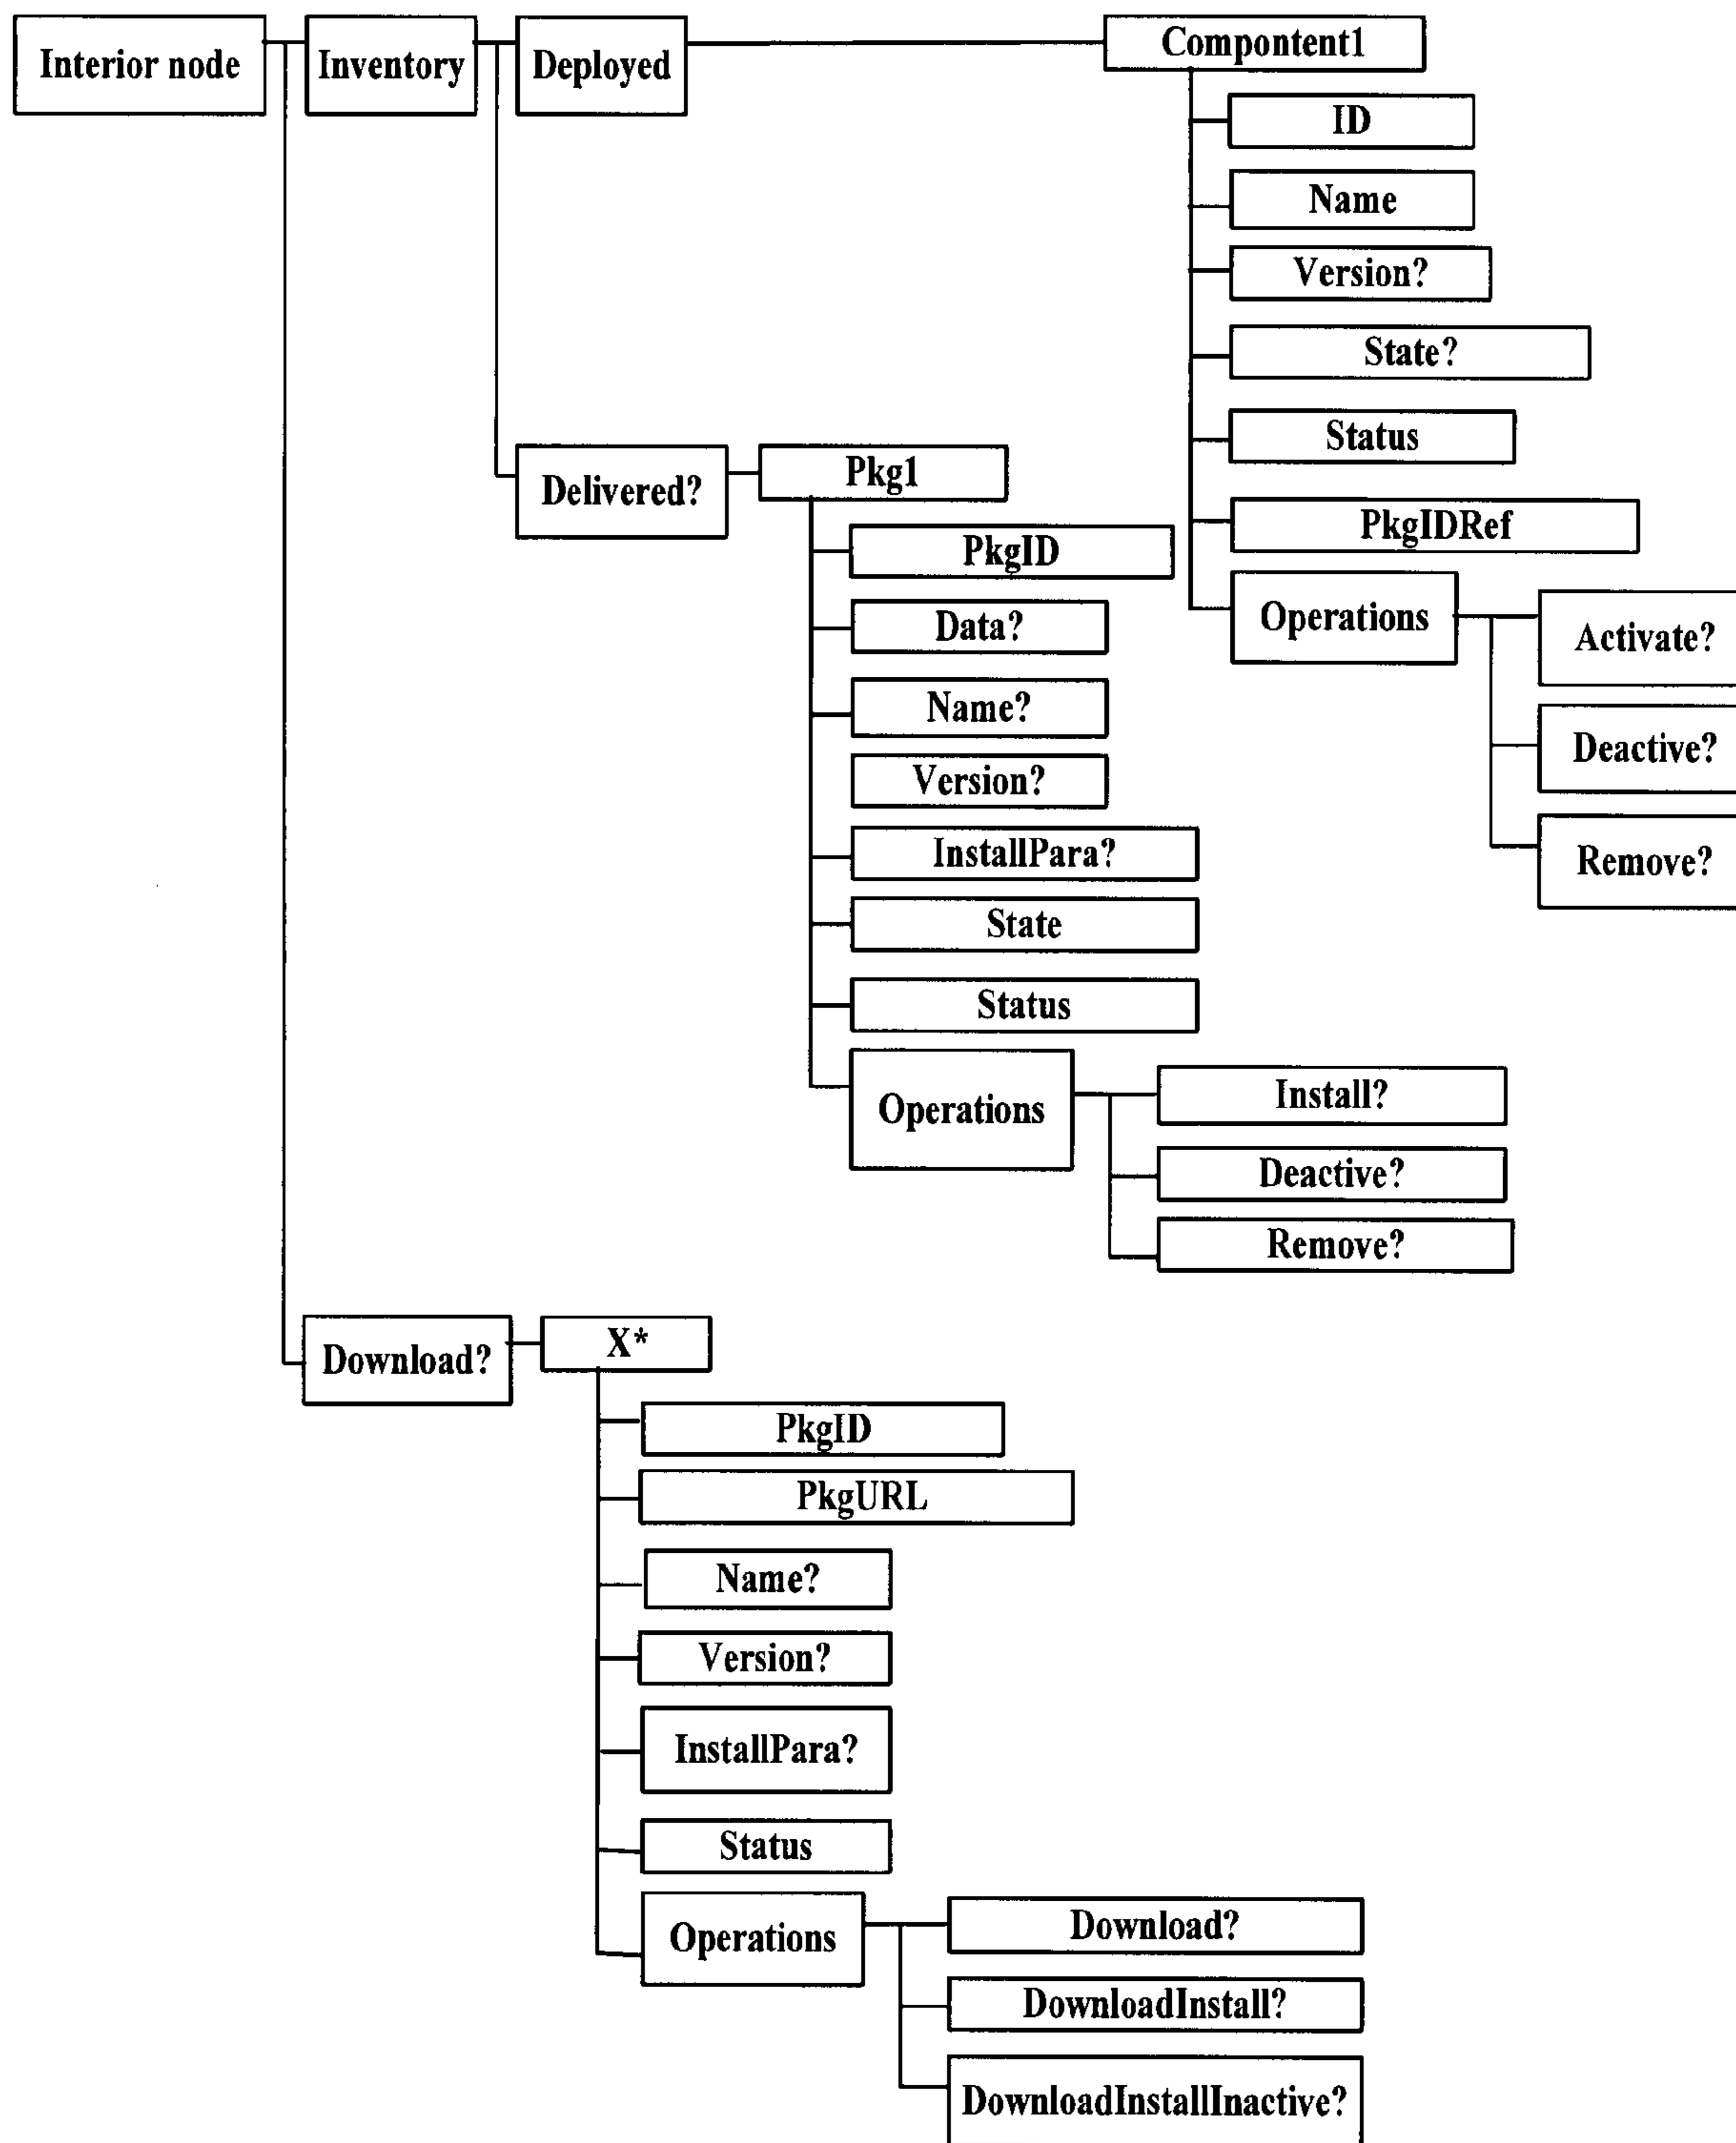 Interior node
Inventory
Deployed
Compontent1
ID
Name
Version?
State?
Status
PkgIDRef
Operations
Activate?
Deactive?
Remove?
Delivered?
Pkg1
PkgID
Data?
Name?
Version?
InstallPara?
State
Status
Operations
Install?
Deactive?
Remove?
Download?
X*
PkgID
PkgURL
Name?
Version?
InstallPara?
Status
Operations
Download?
DownloadInstall?
DownloadInstallInactive?